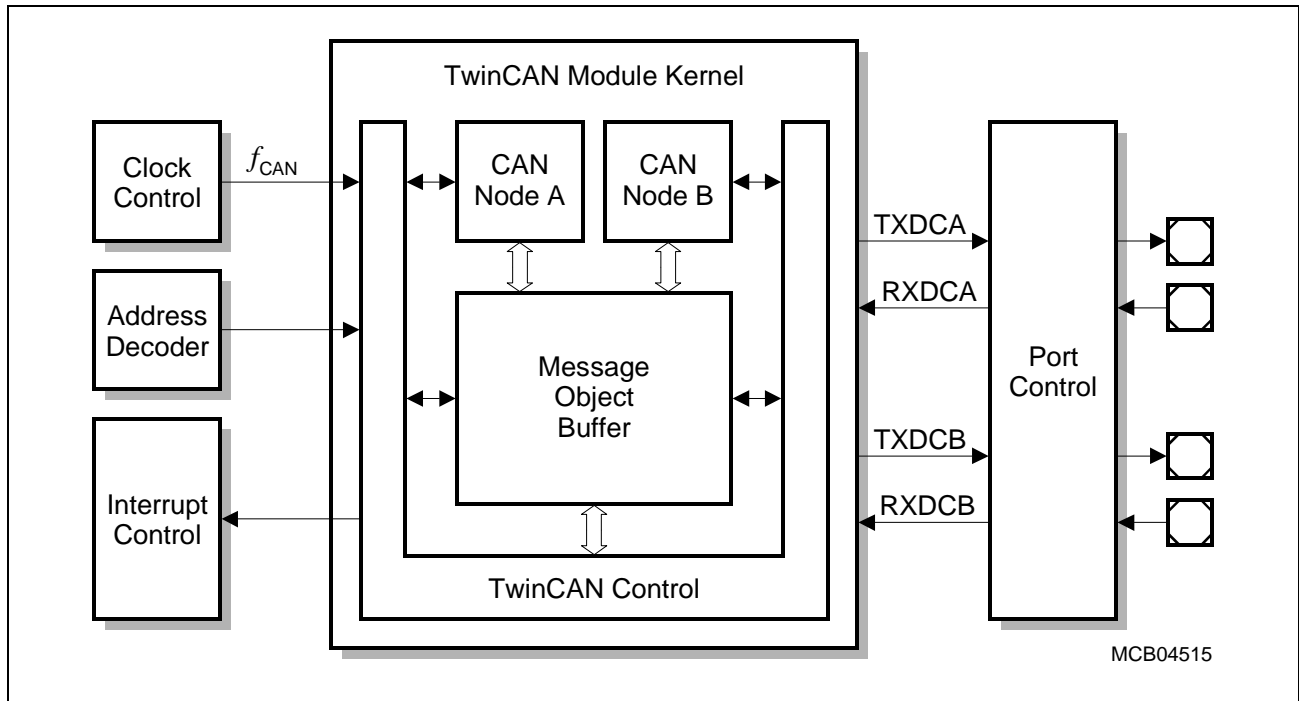 TwinCAN Module Kernel
Clock
Control
fCAN
Address
Decoder
Interrupt
Control
CAN
Node A
CAN
Node B
Message
Object
Buffer
TwinCAN Control
TXDCA
RXDCA
TXDCB
RXDCB
Port
Control
MCB04515